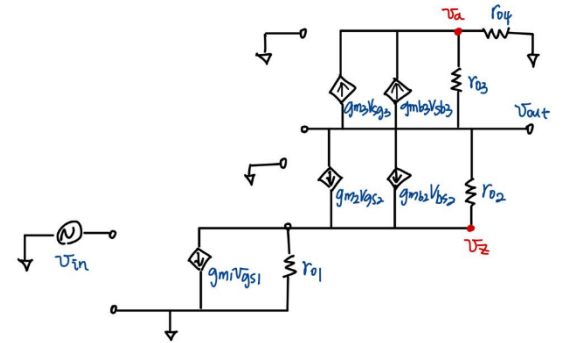 va
ro4
gm3vsg3
gmb3vsb3
ro3
vout
gm2vgs2
gmb2vbs2
ro2
vz
vin
gm1vgs1
ro1